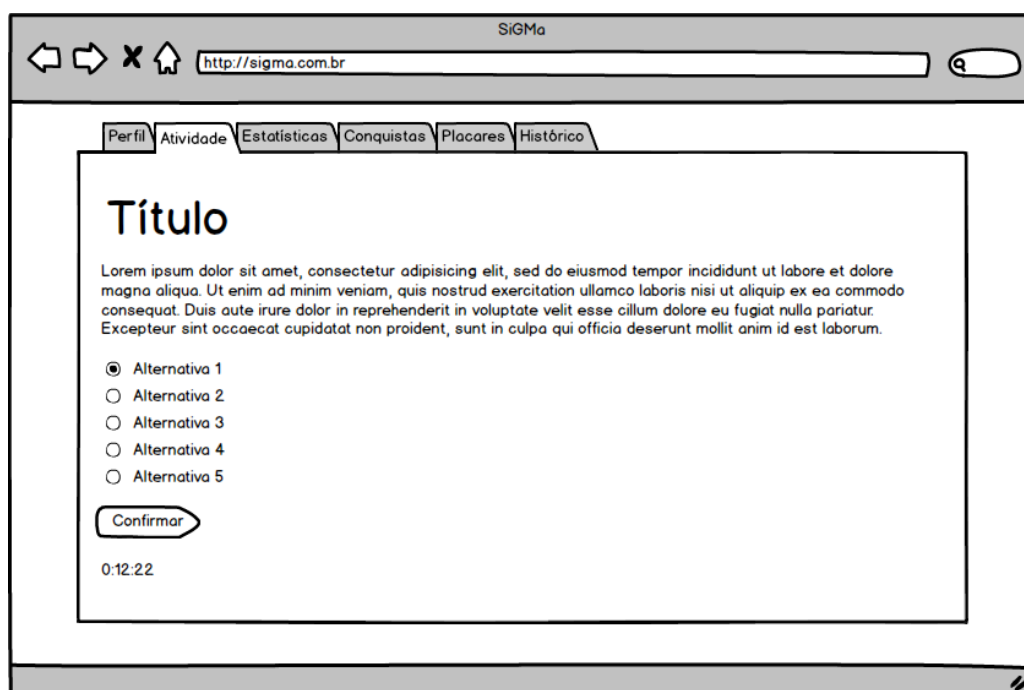 SiGMa
http://sigma.com.br
Perfil Atividade Estatísticas Conquistas Placares Histórico
Título
Lorem ipsum dolor sit amet, consectetur adipisicing elit, sed do eiusmod tempor incididunt ut labore et dolore
magna aliqua. Ut enim ad minim veniam, quis nostrud exercitation ullamco laboris nisi ut aliquip ex ea commodo
consequat. Duis aute irure dolor in reprehenderit in voluptate velit esse cillum dolore eu fugiat nulla pariatur.
Excepteur sint occaecat cupidatat non proident, sunt in culpa qui officia deserunt mollit anim id est laborum.
Alternativa 1
Alternativa 2
Alternativa 3
Alternativa 4
Alternativa 5
Confirmar
0:12:22